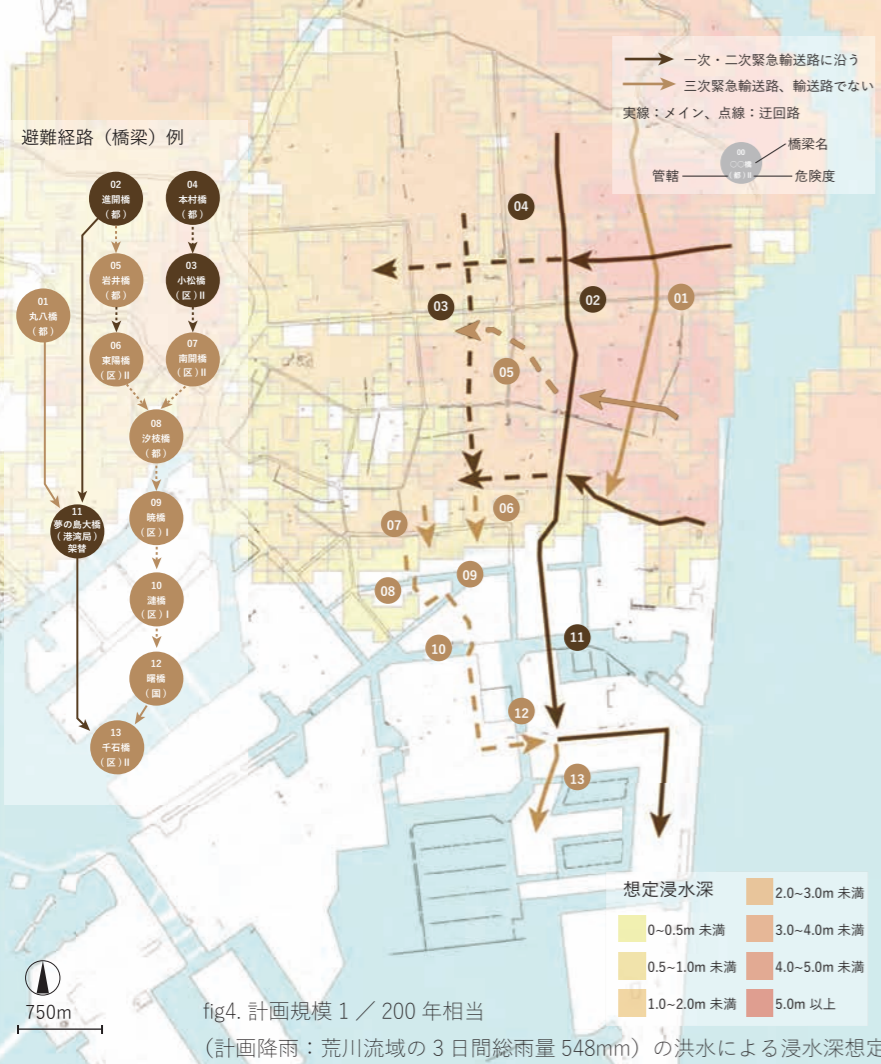 一次・二次緊急輸送路に沿う
三次緊急輸送路、輸送路でない
実線：メイン、点線：迂回路
00
○○橋
（都）II
橋梁名
管轄
危険度
避難経路（橋梁）例
02
進開橋
（都）
04
本村橋
（都）
05
岩井橋
（都）
03
小松橋
（区）II
01
丸八橋
（都）
06
東陽橋
（区）II
07
南開橋
（区）II
08
汐枝橋
（都）
09
暁橋
（区）I
11
夢の島大橋
（港湾局）
架替
10
漣橋
（区）I
12
曙橋
（国）
13
千石橋
（区）II
04
03
02
01
05
06
07
09
08
10
11
12
13
想定浸水深
0~0.5m 未満
0.5~1.0m 未満
1.0~2.0m 未満
2.0~3.0m 未満
3.0~4.0m 未満
4.0~5.0m 未満
5.0m 以上
750m
fig4. 計画規模 1 ／ 200 年相当
（計画降雨：荒川流域の 3 日間総雨量 548mm）の洪水による浸水深想定